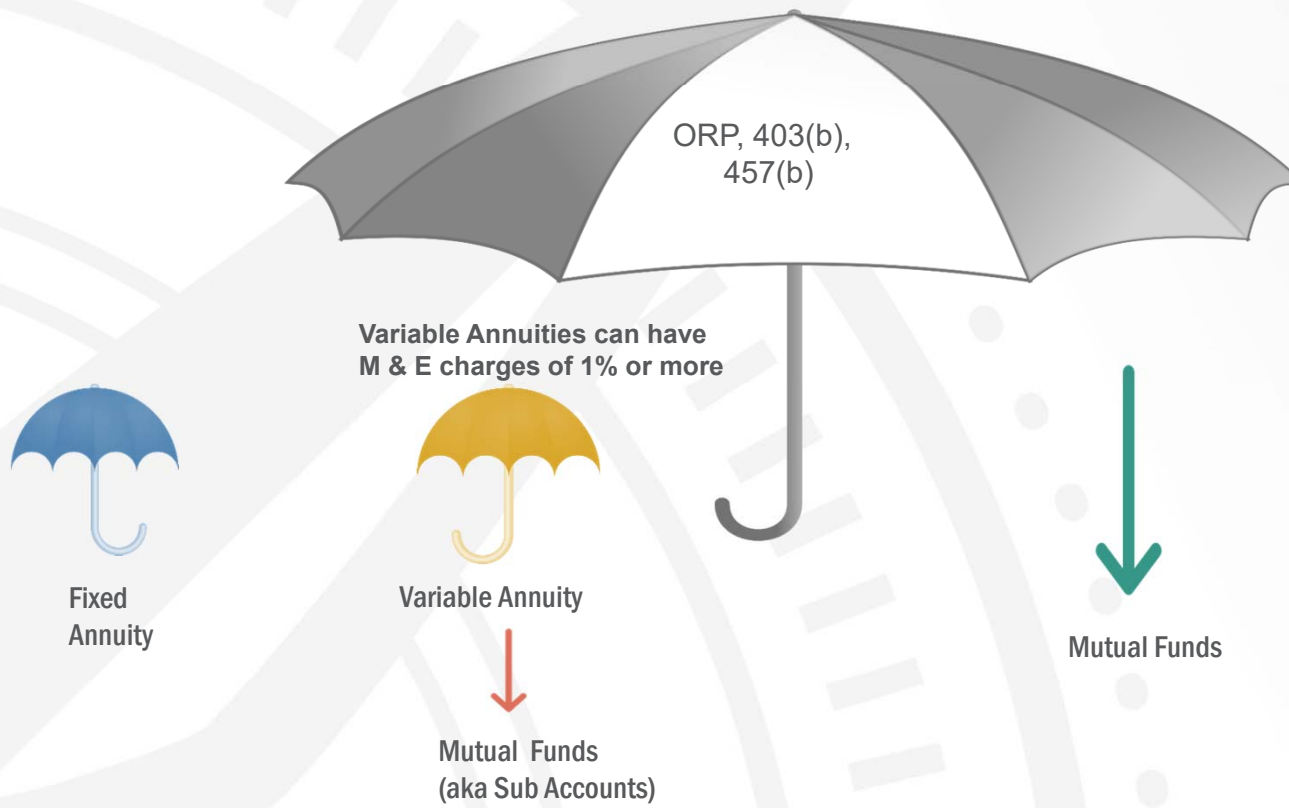 ORP, 403(b),
457(b)
Variable Annuities can have
M & E charges of 1% or more
Fixed
Annuity
Variable Annuity
Mutual Funds
(aka Sub Accounts)
Mutual Funds